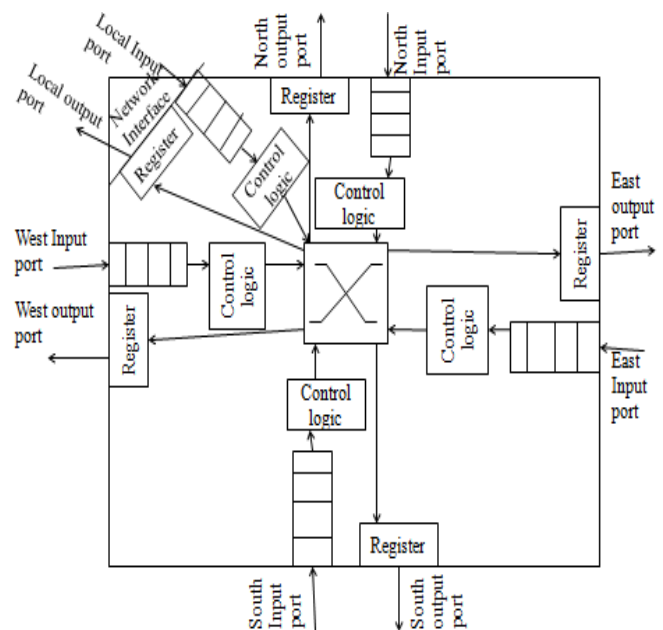 Local Input
port
Local output
port
Network
Interface
Register
Control
logic
North
output
port
Register
North
Input
port
Control
logic
East
output
port
Register
West Input
port
Control
logic
West output
port
Register
Control
logic
East
Input
port
Control
logic
Register
South
Input
port
South
output
port